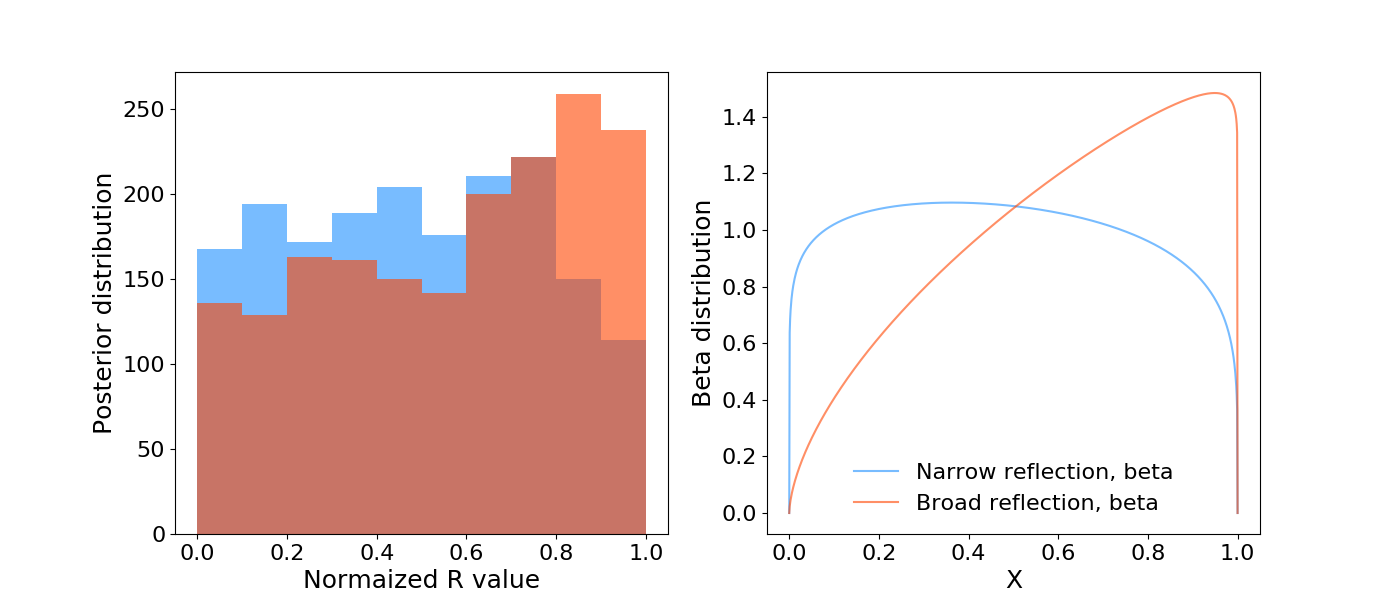 250
200
150
100
50
0
Posterior distribution
0.0 0.2 0.4 0.6 0.8 1.0
Normaized R value
1.4
1.2
1.0
0.8
0.6
0.4
0.2
0.0
Beta distribution
Narrow reflection, beta
Broad reflection, beta
0.0 0.2 0.4 0.6 0.8 1.0
X